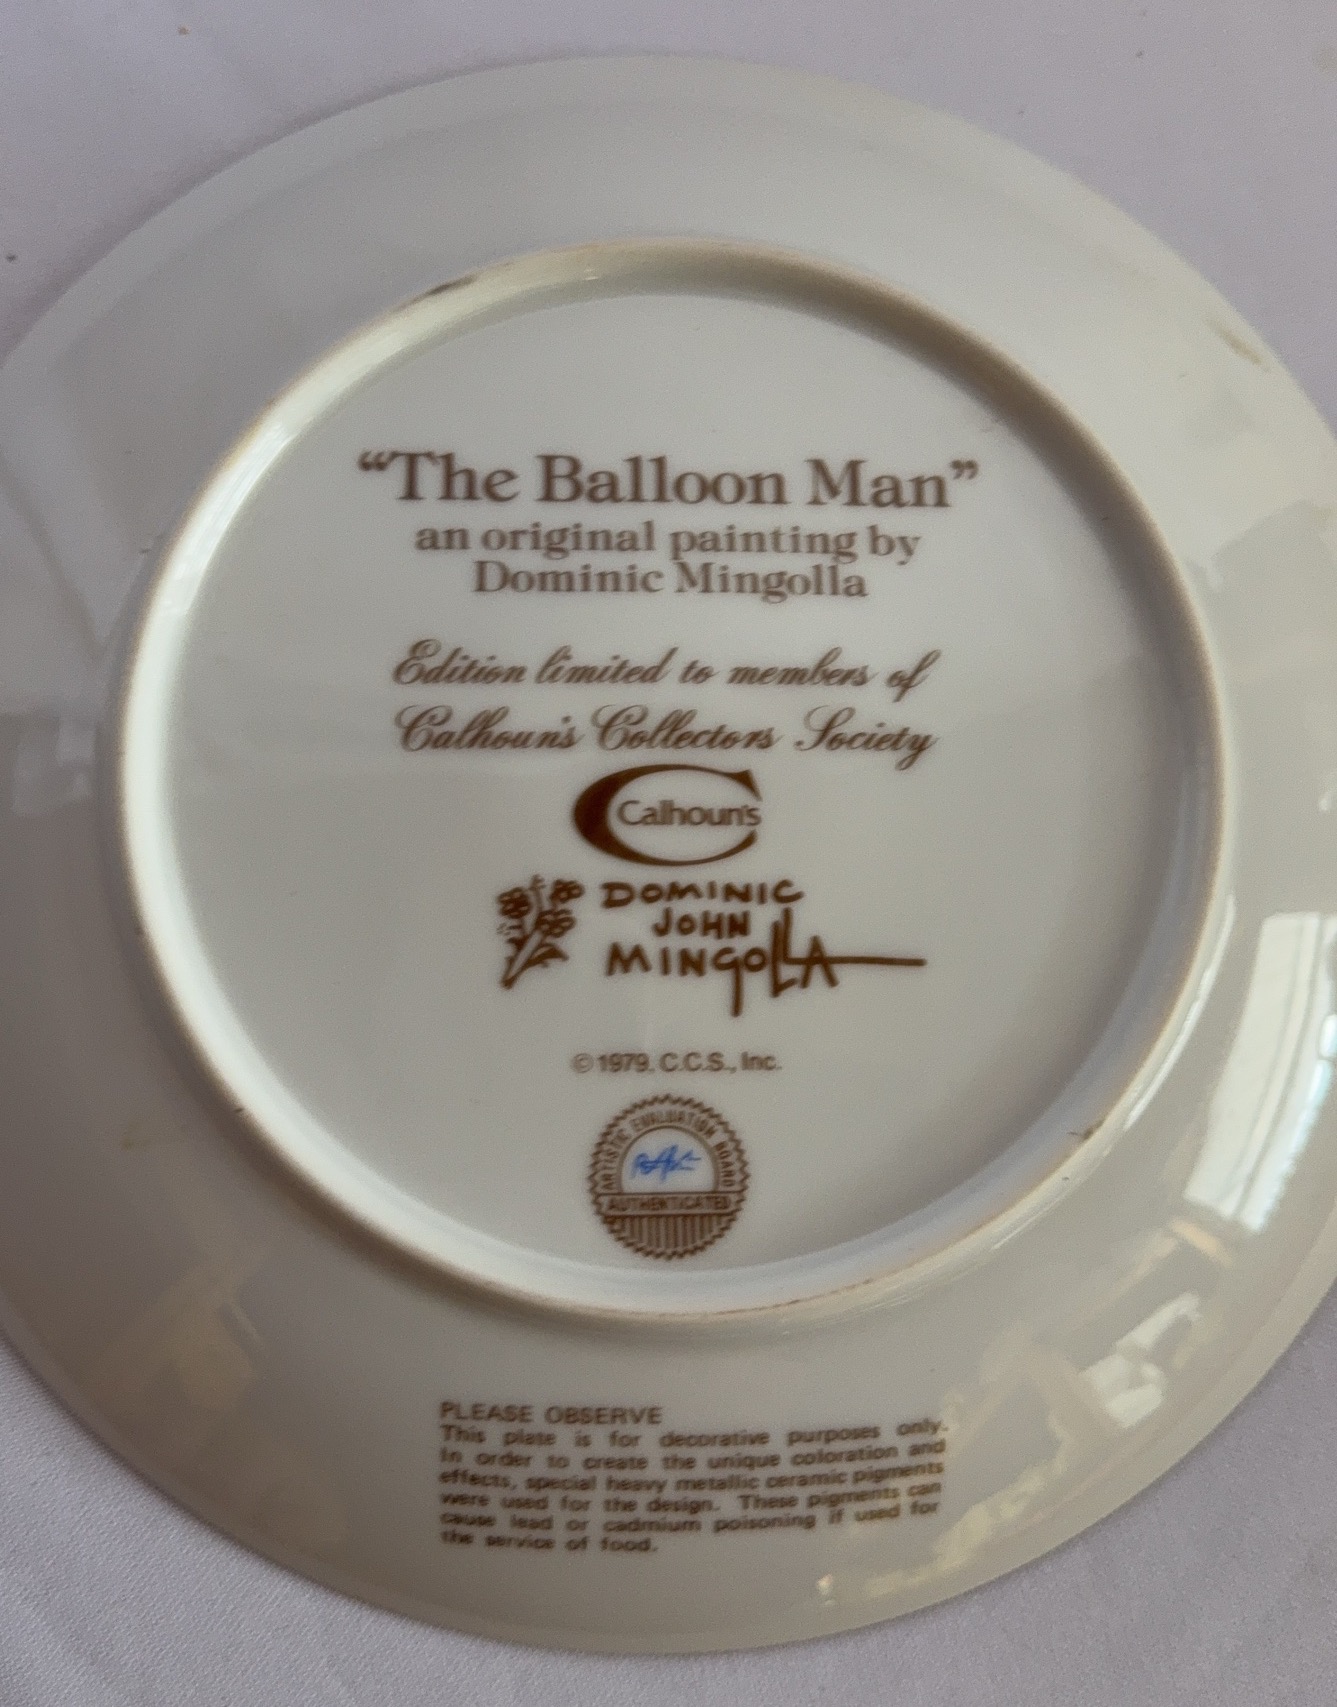 “The Balloon Man”
an original painting by
Dominic Mingolla
Edition limited to members of
Calhoun's Collectors Society
Calhoun's
DOMINIC
JOHN
MINGOLLA
©1979. C.C.S., Inc.
ARTISTIC EVALUATION BOARD
AUTHENTICATED
PLEASE OBSERVE
This plate is for decorative purposes only.
In order to create the unique coloration and
effects, special heavy metallic ceramic pigments
were used for the design. These pigments can
cause lead or cadmium poisoning if used for
the service of food.